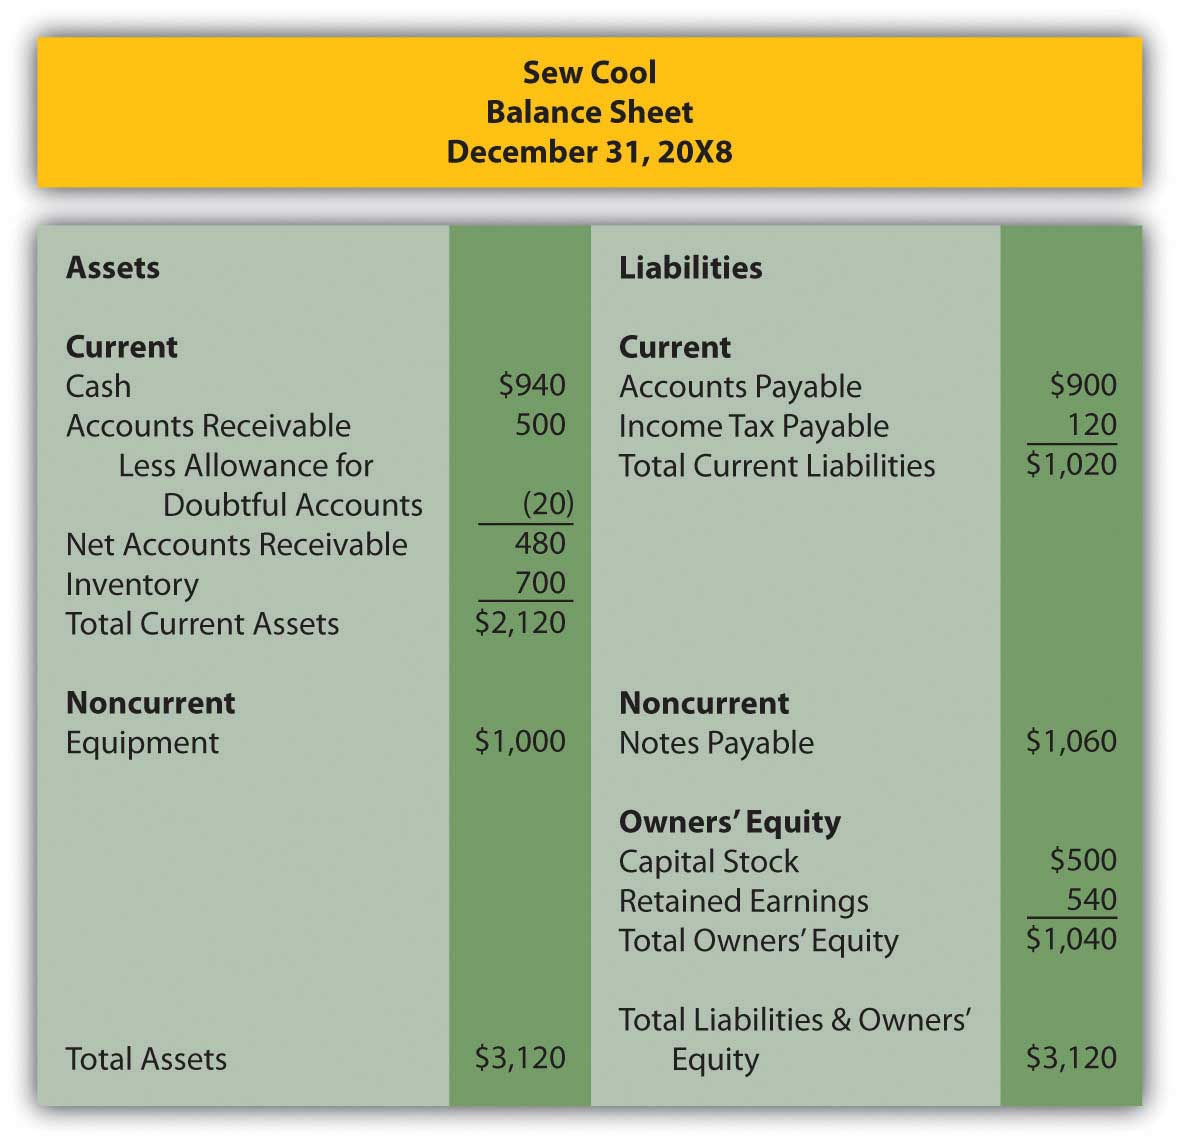 Sew Cool
Balance Sheet
December 31, 20X8
Assets
Current
Cash $940
Accounts Receivable 500
Less Allowance for
Doubtful Accounts (20)
Net Accounts Receivable 480
Inventory 700
Total Current Assets $2,120
Noncurrent
Equipment $1,000
Total Assets $3,120
Liabilities
Current
Accounts Payable $900
Income Tax Payable 120
Total Current Liabilities $1,020
Noncurrent
Notes Payable $1,060
Owners’ Equity
Capital Stock $500
Retained Earnings 540
Total Owners’ Equity $1,040
Total Liabilities & Owners’
Equity $3,120